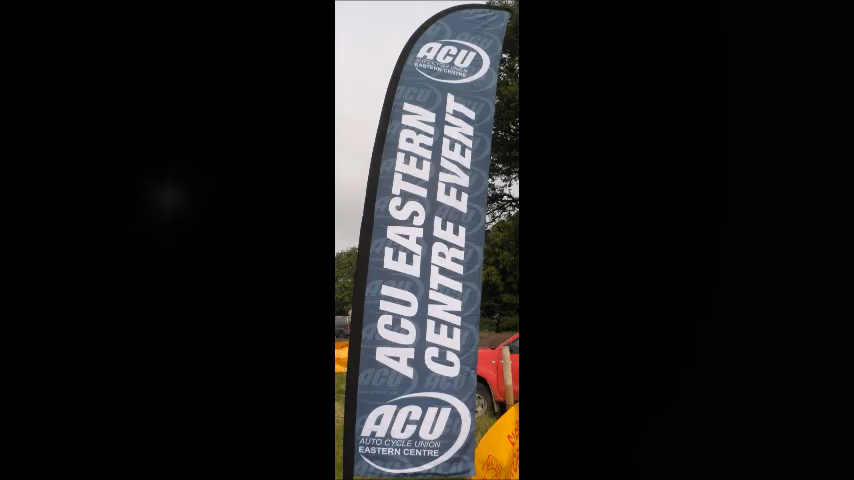 ACU
AUTO CYCLE UNION
EASTERN CENTRE
ACU EASTERN
CENTRE EVENT
ACU
AUTO CYCLE UNION
EASTERN CENTRE